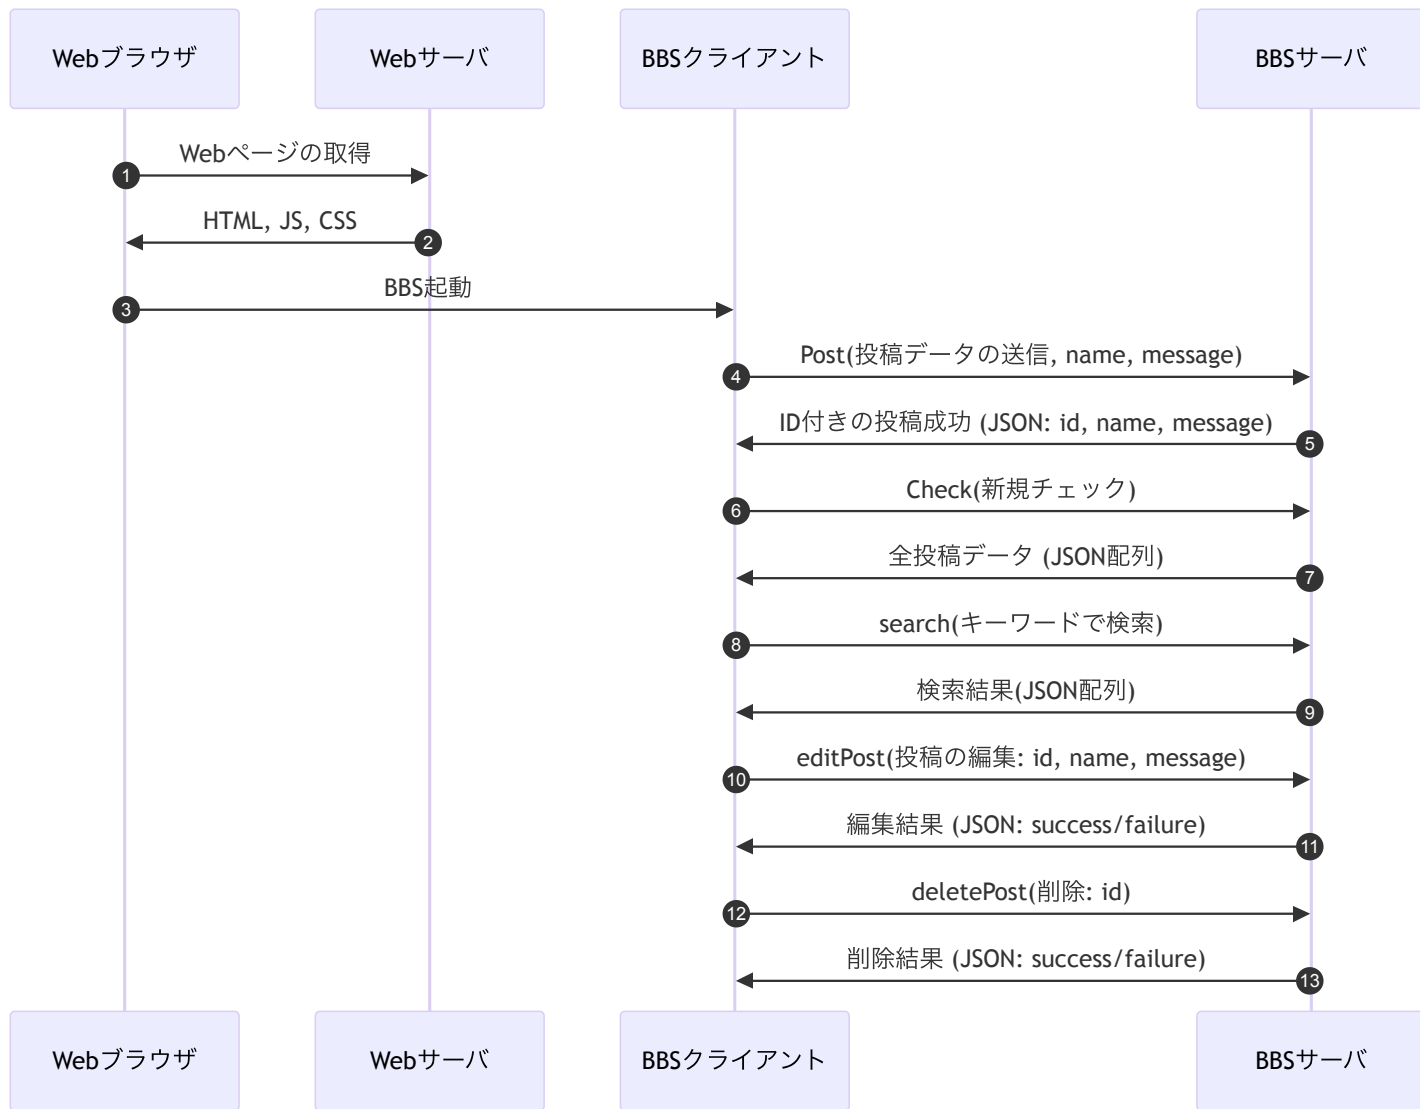 Webブラウザ
Webサーバ
BBSクライアント
BBSサーバ
Webページの取得
1
HTML, JS, CSS
2
BBS起動
3
Post(投稿データの送信, name, message)
4
ID付きの投稿成功 (JSON: id, name, message)
5
Check(新規チェック)
6
全投稿データ (JSON配列)
7
search(キーワードで検索)
8
検索結果(JSON配列)
9
editPost(投稿の編集: id, name, message)
10
編集結果 (JSON: success/failure)
11
deletePost(削除: id)
12
削除結果 (JSON: success/failure)
13
Webブラウザ
Webサーバ
BBSクライアント
BBSサーバ